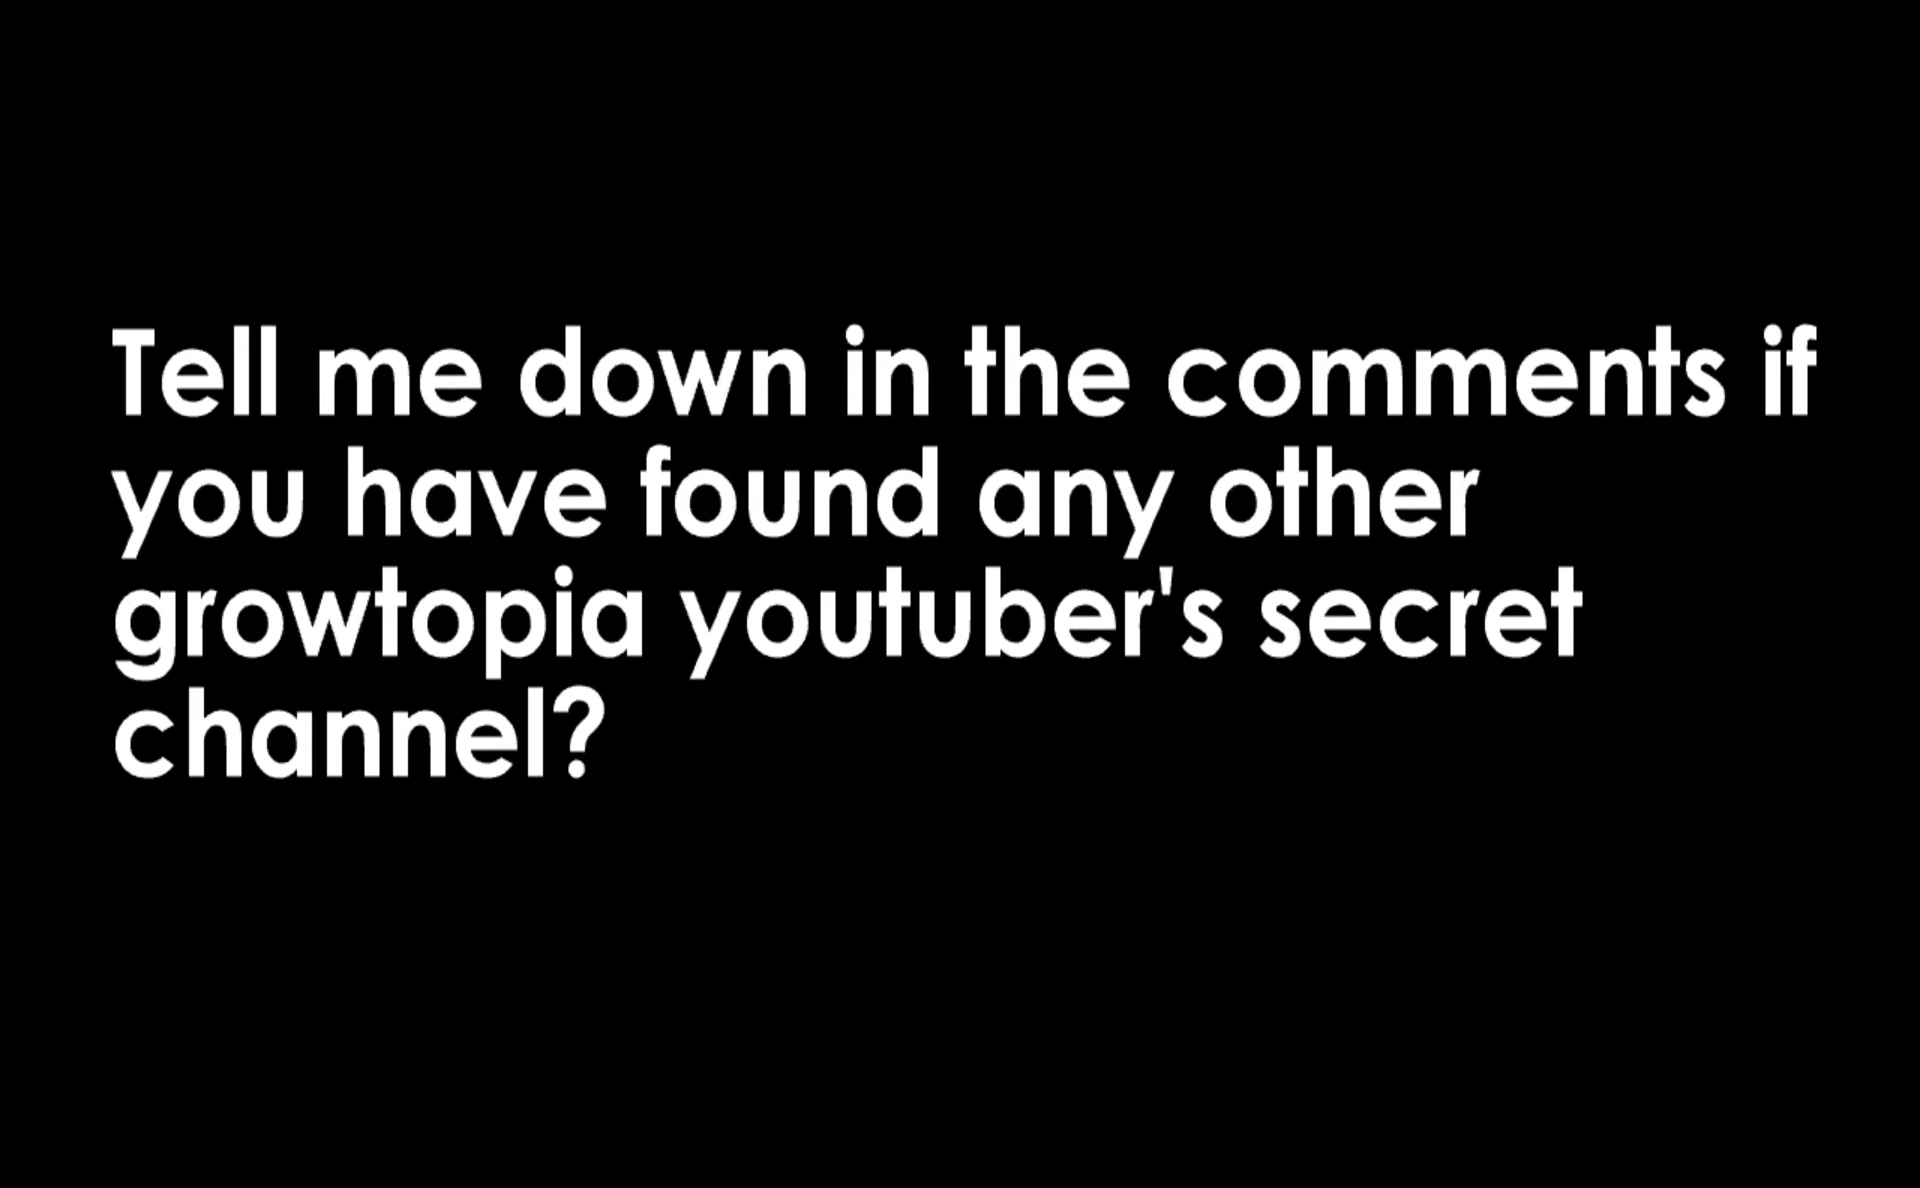 Tell me down in the comments if
you have found any other
growtopia youtuber's secret
channel?